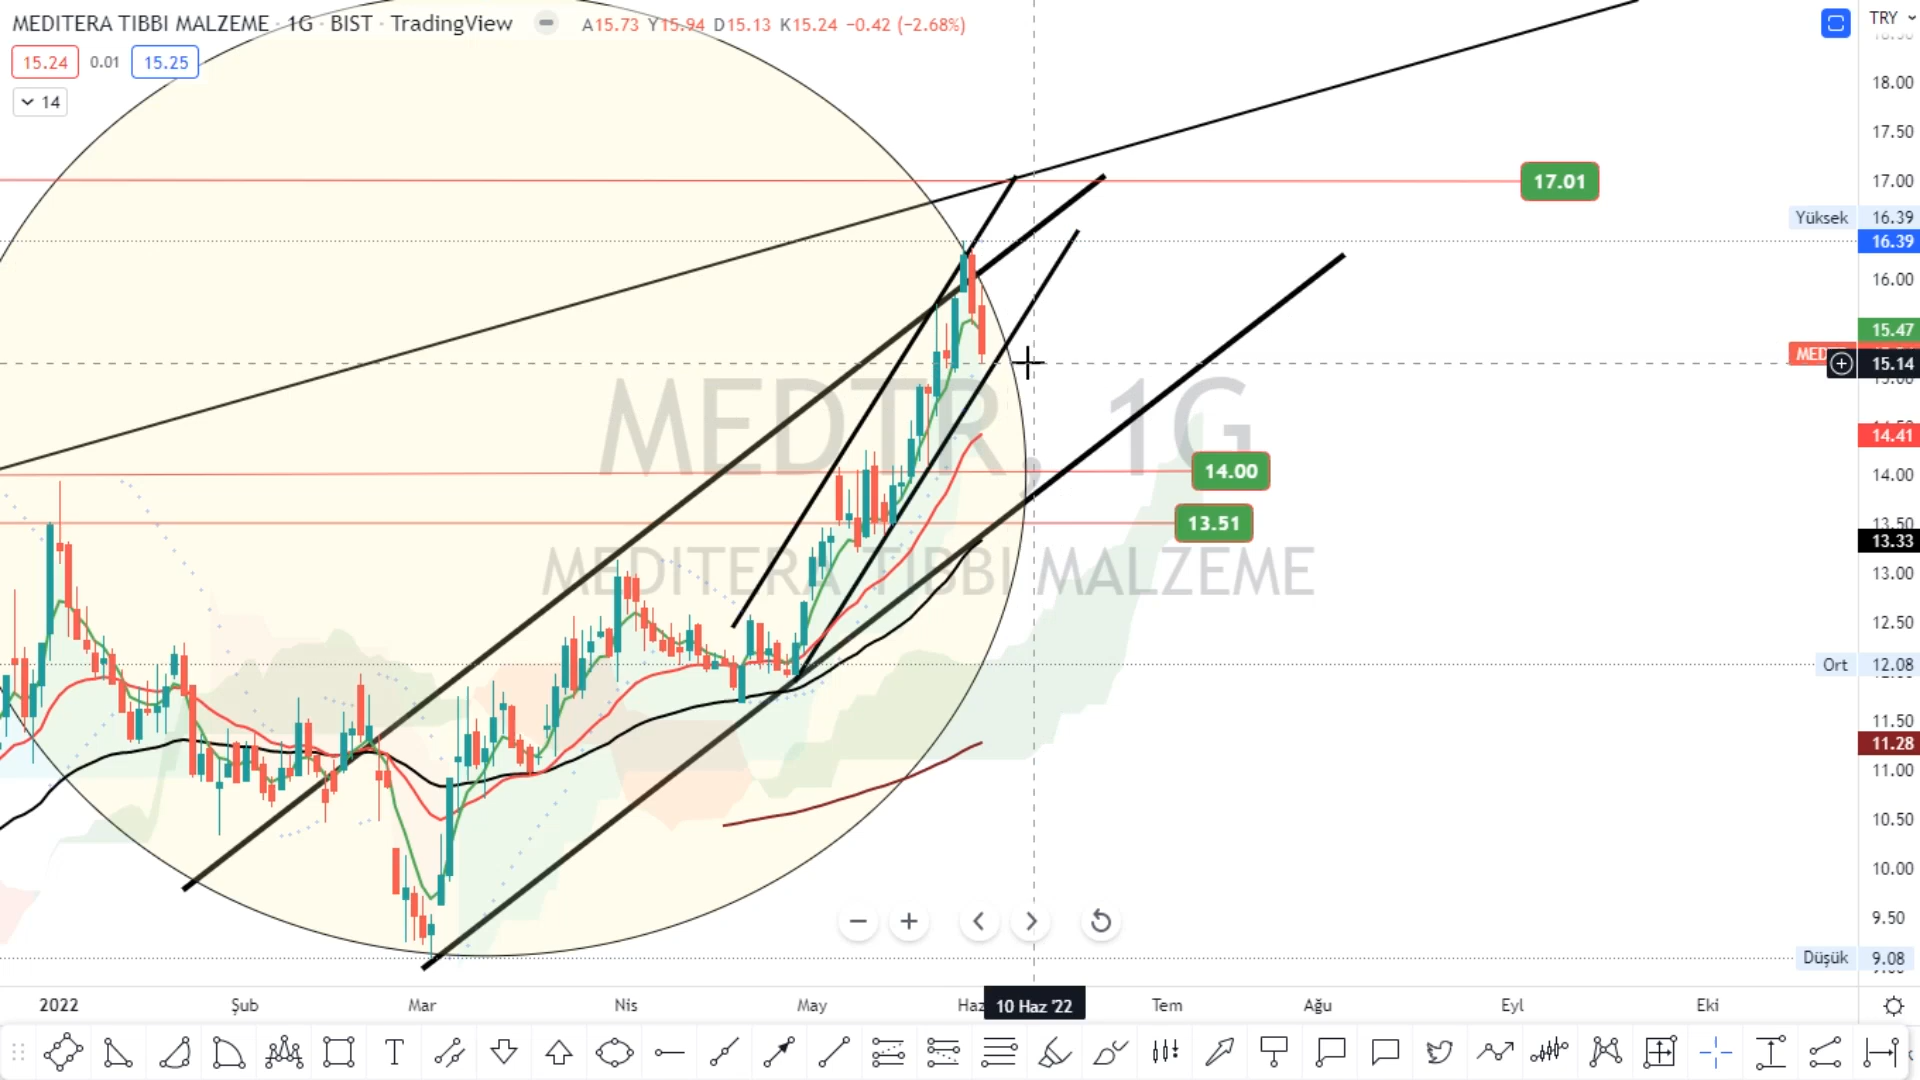 MEDITERA TIBBI MALZEME · 1G · BIST · TradingView A15.73 Y15.94 D15.13 K15.24 −0.42 (−2.68%)
TRY
15.24 0.01 15.25
14
18.00
17.50
17.01
17.00
Yüksek 16.39
16.39
16.00
15.47
MED
15.14
MEDTR, 1G
14.41
14.00
14.00
13.51
13.50
13.33
MEDITERA TIBBI MALZEME
13.00
12.50
Ort 12.08
11.50
11.28
11.00
10.50
10.00
9.50
Düşük 9.08
2022 Şub Mar Nis May Haz 10 Haz '22 Tem Ağu Eyl Eki
T